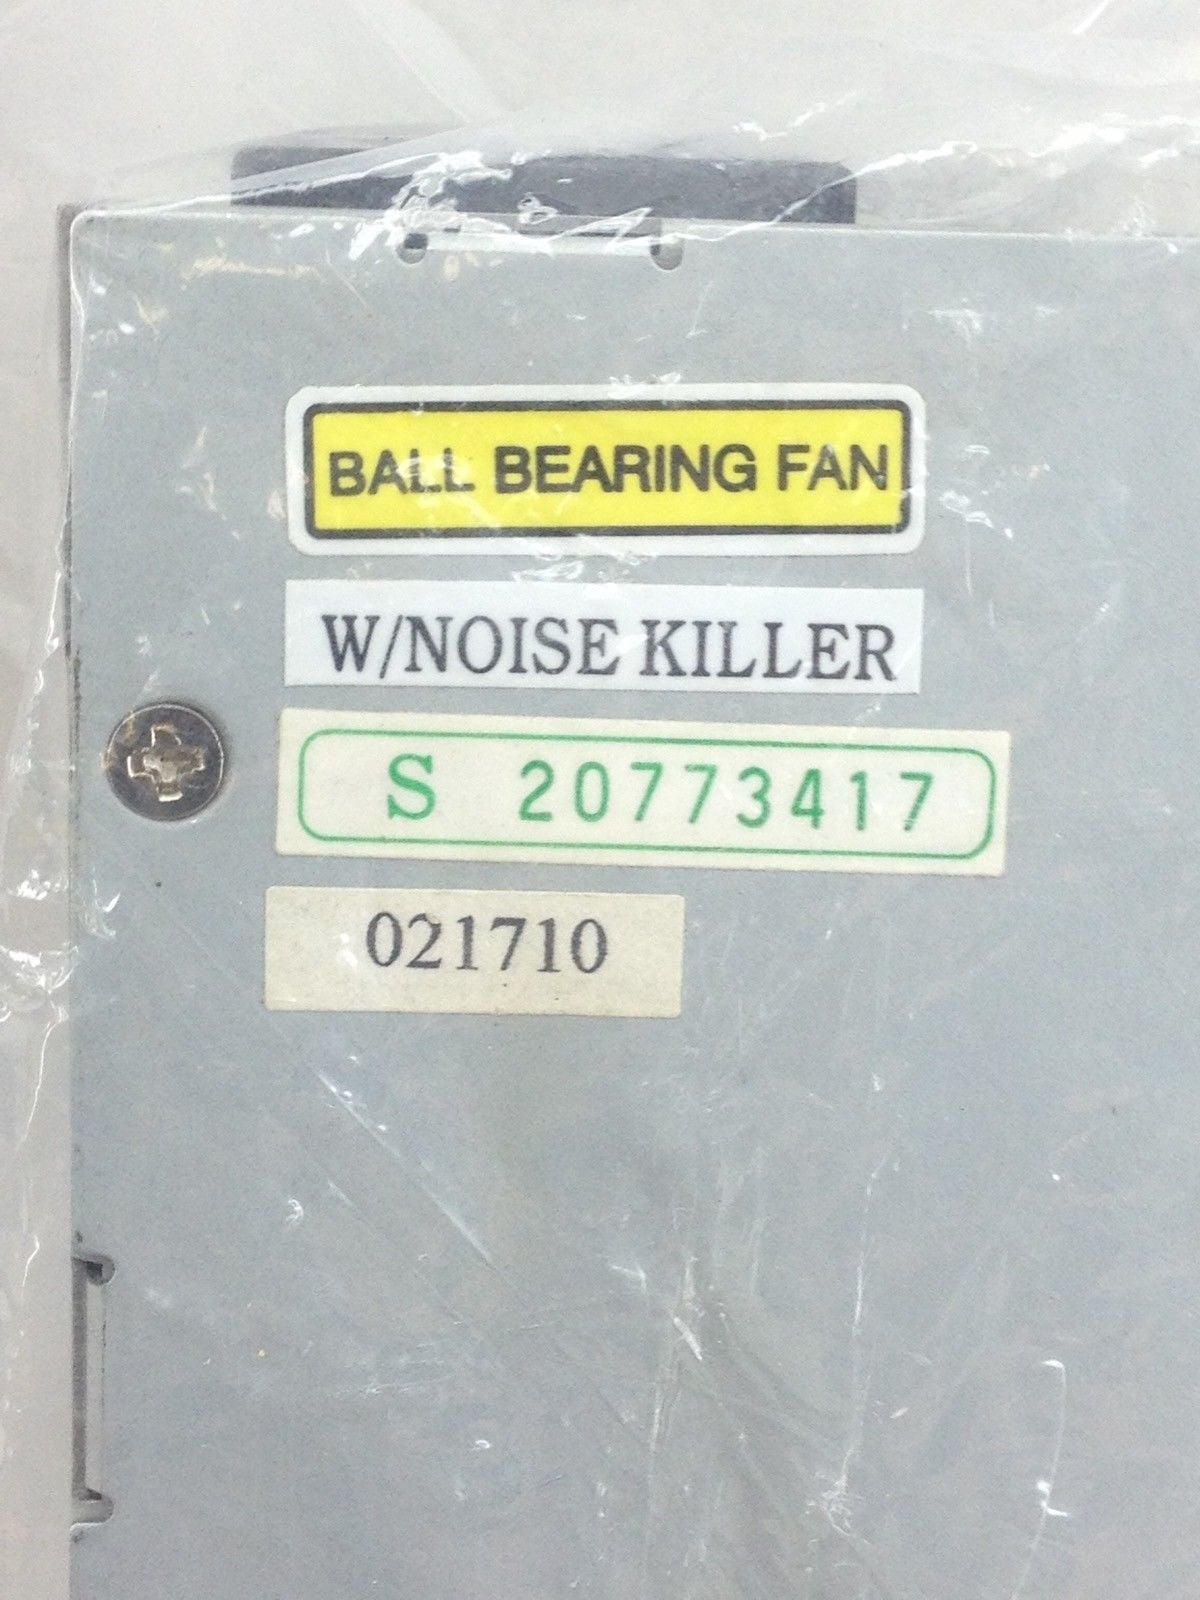 BALL BEARING FAN
W/NOISE KILLER
S 20773417
021710